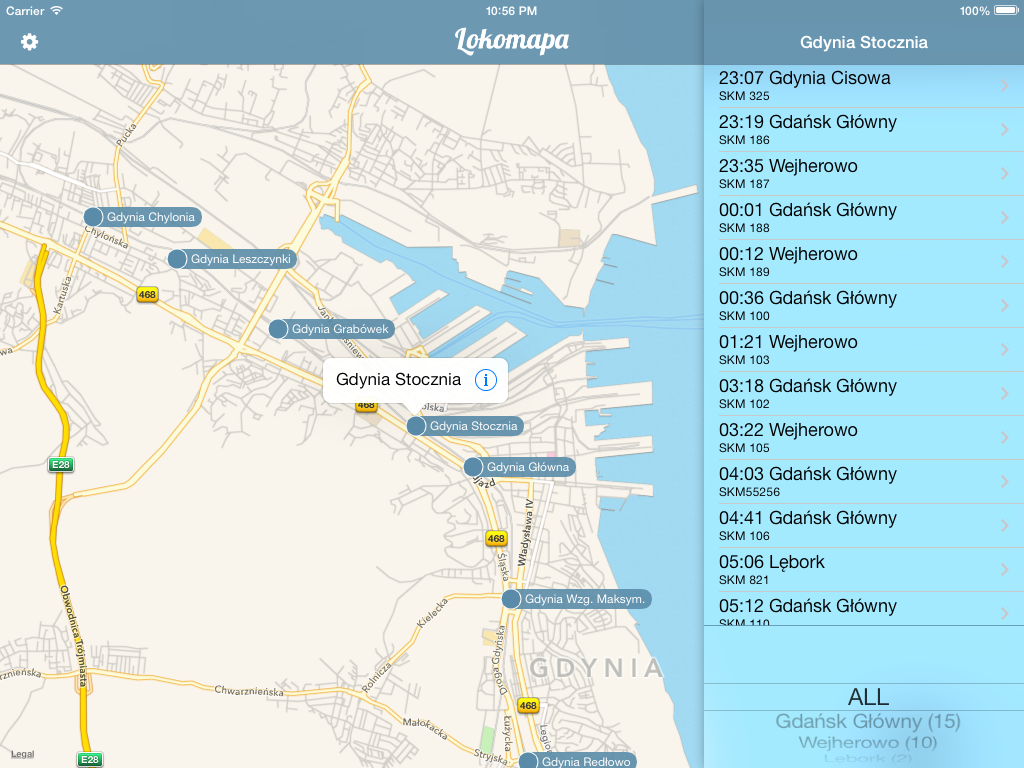 Carrier
10:56 PM
100%
Lokomapa
Gdynia Stocznia
23:07 Gdynia Cisowa
SKM 325
23:19 Gdańsk Główny
SKM 186
23:35 Wejherowo
SKM 187
00:01 Gdańsk Główny
SKM 188
00:12 Wejherowo
SKM 189
00:36 Gdańsk Główny
SKM 100
01:21 Wejherowo
SKM 103
03:18 Gdańsk Główny
SKM 102
03:22 Wejherowo
SKM 105
04:03 Gdańsk Główny
SKM55256
04:41 Gdańsk Główny
SKM 106
05:06 Lębork
SKM 821
05:12 Gdańsk Główny
SKM 110
ALL
Gdańsk Główny (15)
Wejherowo (10)
Lębork (2)
Pucka
Gdynia Chylonia
Chylońska
Gdynia Leszczynki
Kartuska
468
Gdynia Grabówek
Gdynia Stocznia
468
Gdynia Stocznia
E28
Gdynia Główna
Władysława IV
468
Śląska
Obwodnica Trójmiasta
Gdynia Wzg. Maksym.
Kielecka
Droga Gdyńska
GDYNIA
Chwarznieńska
Rolnicza
468
Małokacka
Łużycka
Stryjska
Legal
E28
Gdynia Redłowo